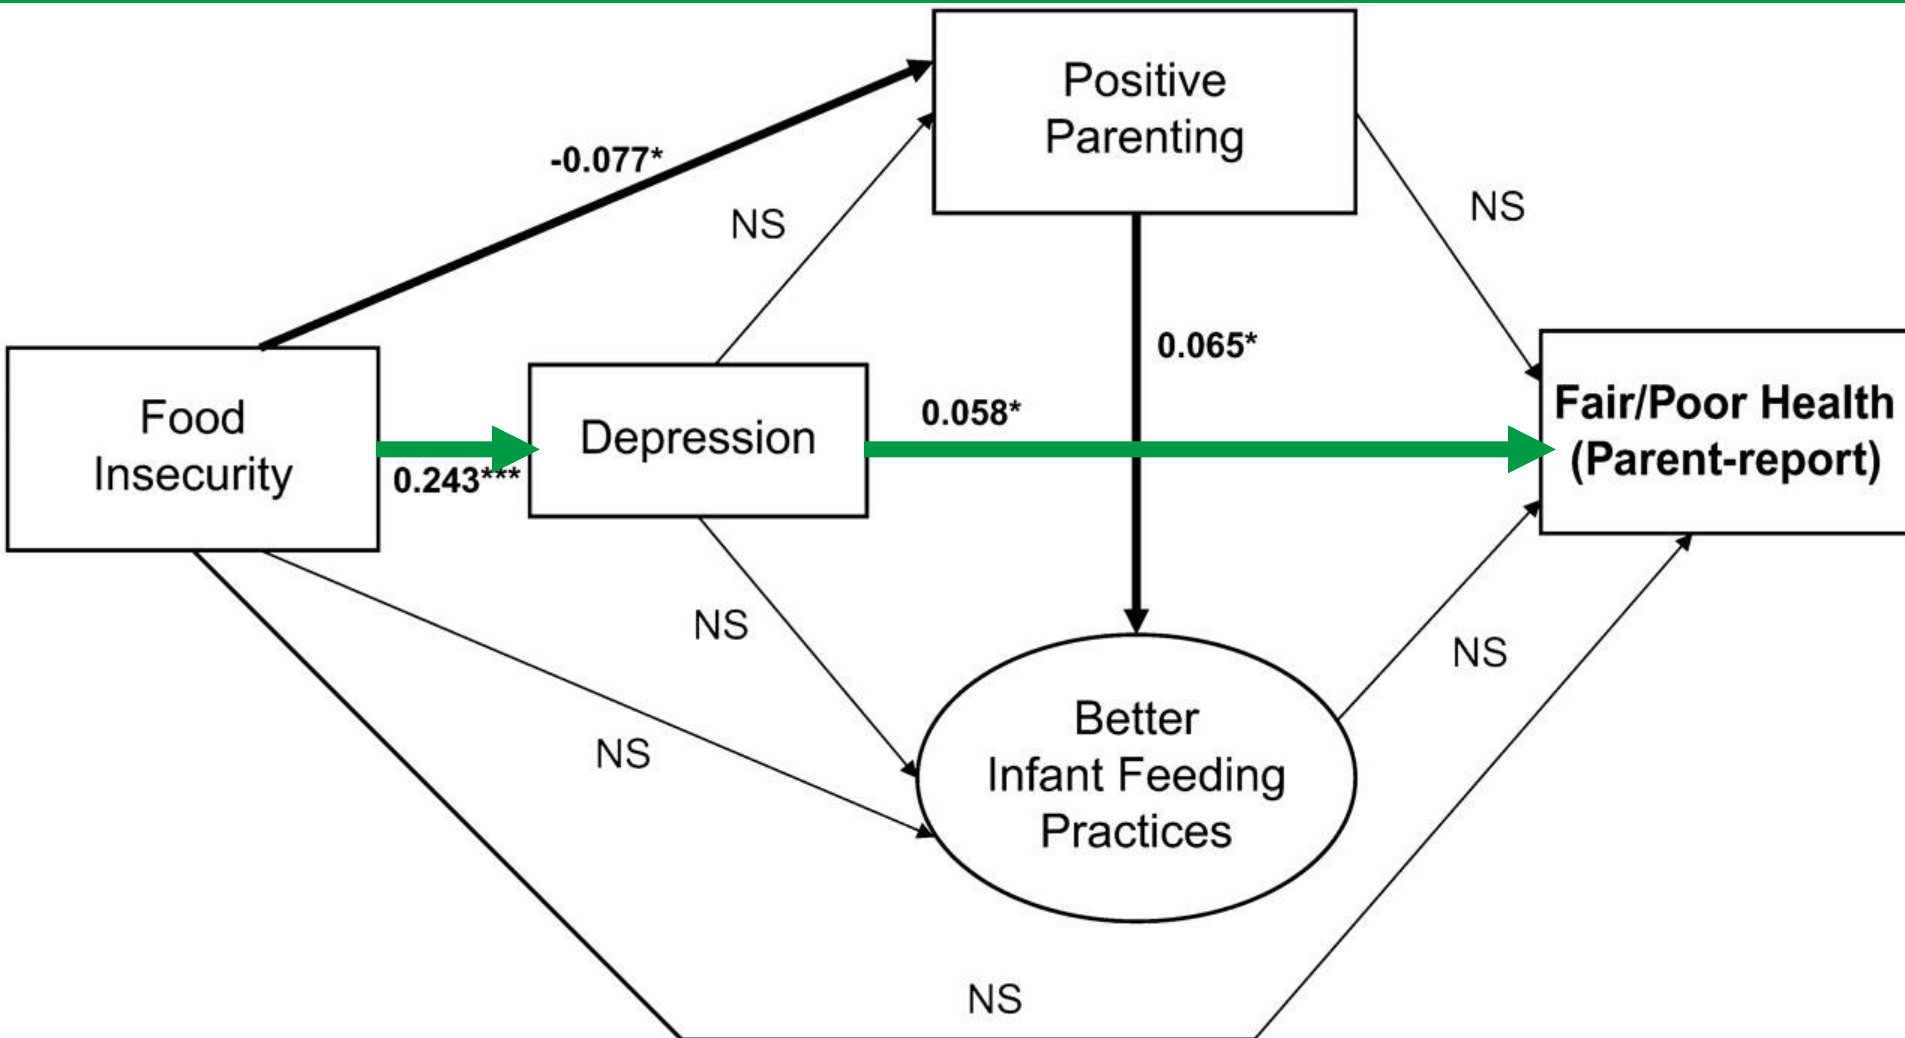 Positive
Parenting
-0.077*
NS
NS
0.065*
Food
Insecurity
0.243***
Depression
0.058*
Fair/Poor Health
(Parent-report)
NS
NS
NS
Better
Infant Feeding
Practices
NS